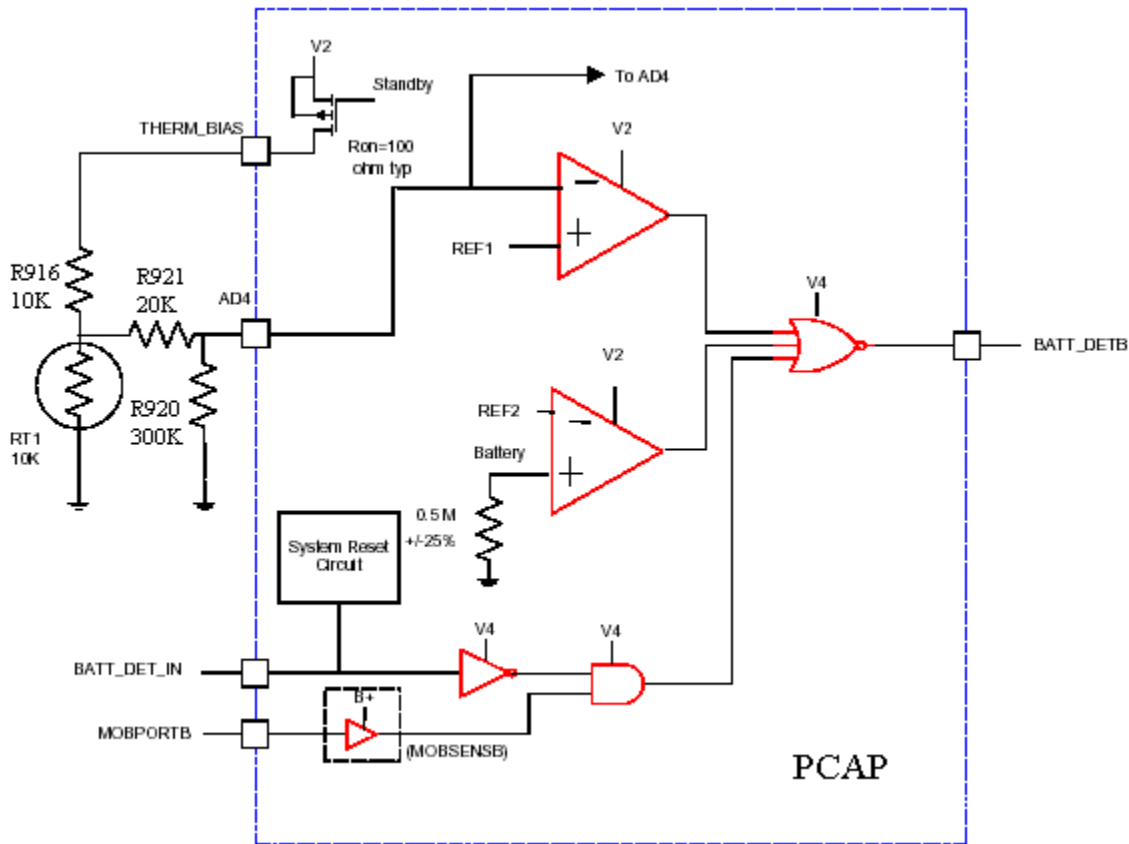 V2
Standby
To AD4
THERM_BIAS
Ron=100
ohm typ
V2
−
+
REF1
R916
10K
R921
20K
AD4
V4
BATT_DETB
V2
RT1
10K
R920
300K
REF2
−
Battery
+
0.5 M
+/-25%
System Reset
Circuit
V4
V4
BATT_DET_IN
B+
MOBPORTB
(MOBSENSB)
PCAP